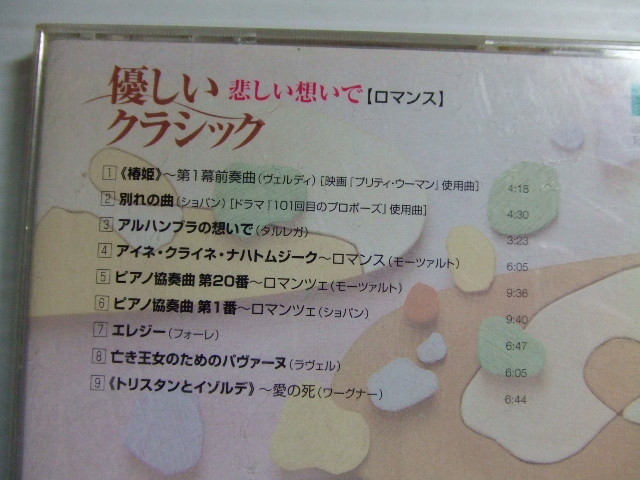 優しい 悲しい想いで【ロマンス】
クラシック
1 《椿姫》~第1幕前奏曲(ヴェルディ)[映画『プリティ・ウーマン』使用曲] 4:18
2 別れの曲(ショパン)[ドラマ『101回目のプロポーズ』使用曲] 4:30
3 アルハンブラの想いで(タルレガ) 3:23
4 アイネ・クライネ・ナハトムジーク~ロマンス(モーツァルト) 6:05
5 ピアノ協奏曲 第20番~ロマンツェ(モーツァルト) 9:36
6 ピアノ協奏曲 第1番~ロマンツェ(ショパン) 9:40
7 エレジー(フォーレ) 6:47
8 亡き王女のためのパヴァーヌ(ラヴェル) 6:05
9 《トリスタンとイゾルデ》~愛の死(ワーグナー) 6:44